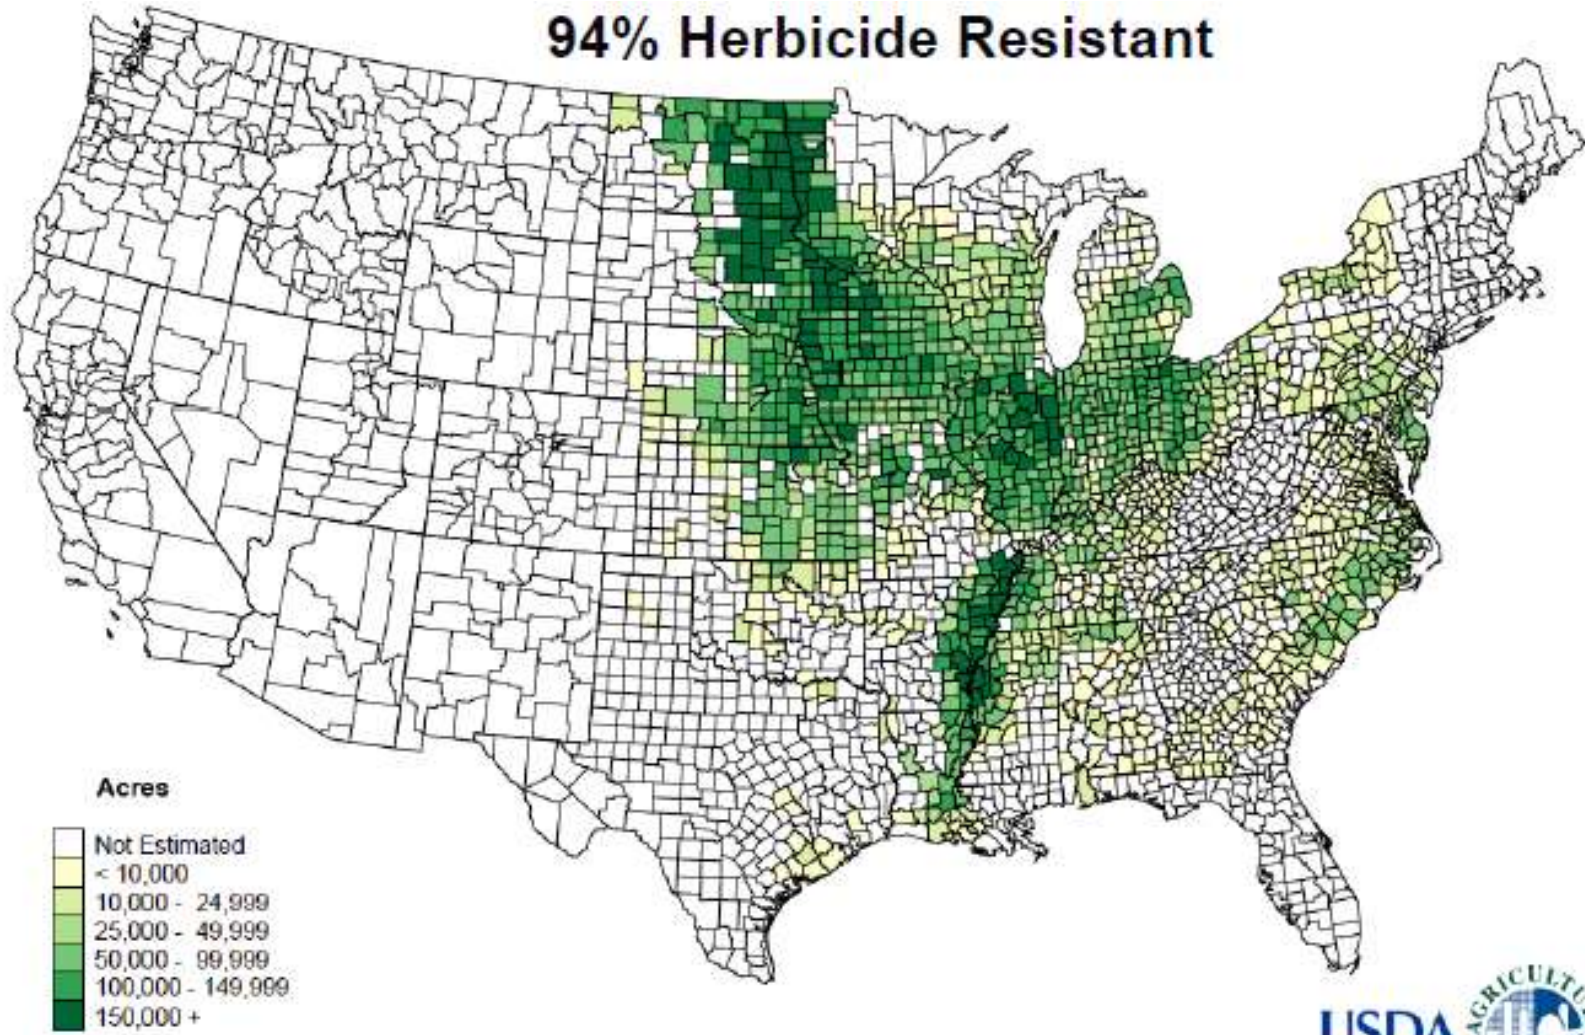 94% Herbicide Resistant
Acres
Not Estimated
< 10,000
10,000 - 24,999
25,000 - 49,999
50,000 - 99,999
100,000 - 149,999
150,000 +
USDA
AGRICULTU